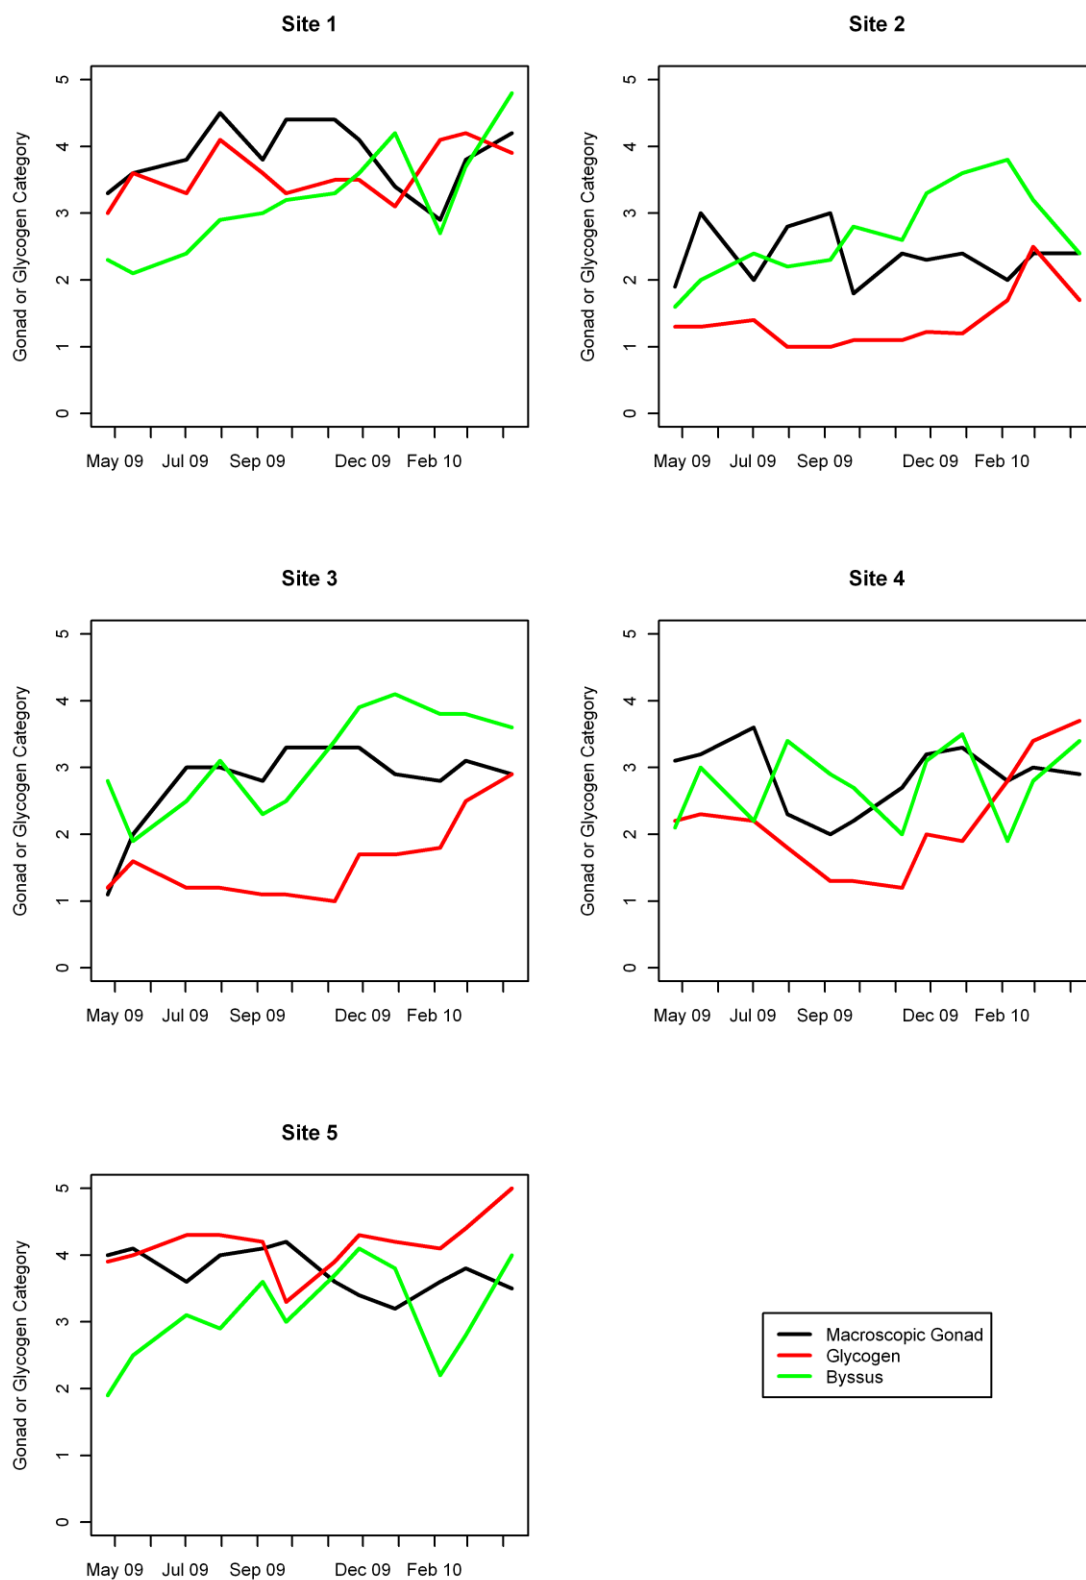 Site 1
Gonad or Glycogen Category
5
4
3
2
1
0
May 09 Jul 09 Sep 09 Dec 09 Feb 10
Site 2
Gonad or Glycogen Category
5
4
3
2
1
0
May 09 Jul 09 Sep 09 Dec 09 Feb 10
Site 3
Gonad or Glycogen Category
5
4
3
2
1
0
May 09 Jul 09 Sep 09 Dec 09 Feb 10
Site 4
Gonad or Glycogen Category
5
4
3
2
1
0
May 09 Jul 09 Sep 09 Dec 09 Feb 10
Site 5
Gonad or Glycogen Category
5
4
3
2
1
0
May 09 Jul 09 Sep 09 Dec 09 Feb 10
Macroscopic Gonad
Glycogen
Byssus